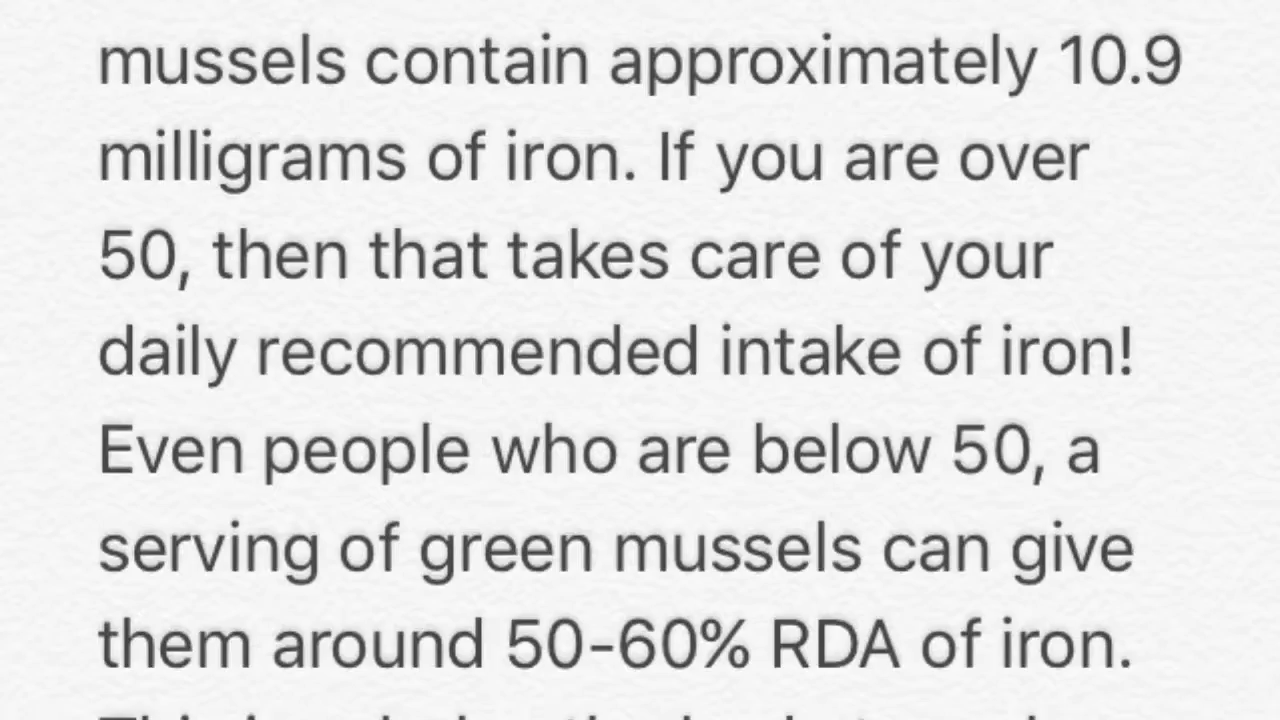 mussels contain approximately 10.9
milligrams of iron. If you are over
50, then that takes care of your
daily recommended intake of iron!
Even people who are below 50, a
serving of green mussels can give
them around 50-60% RDA of iron.